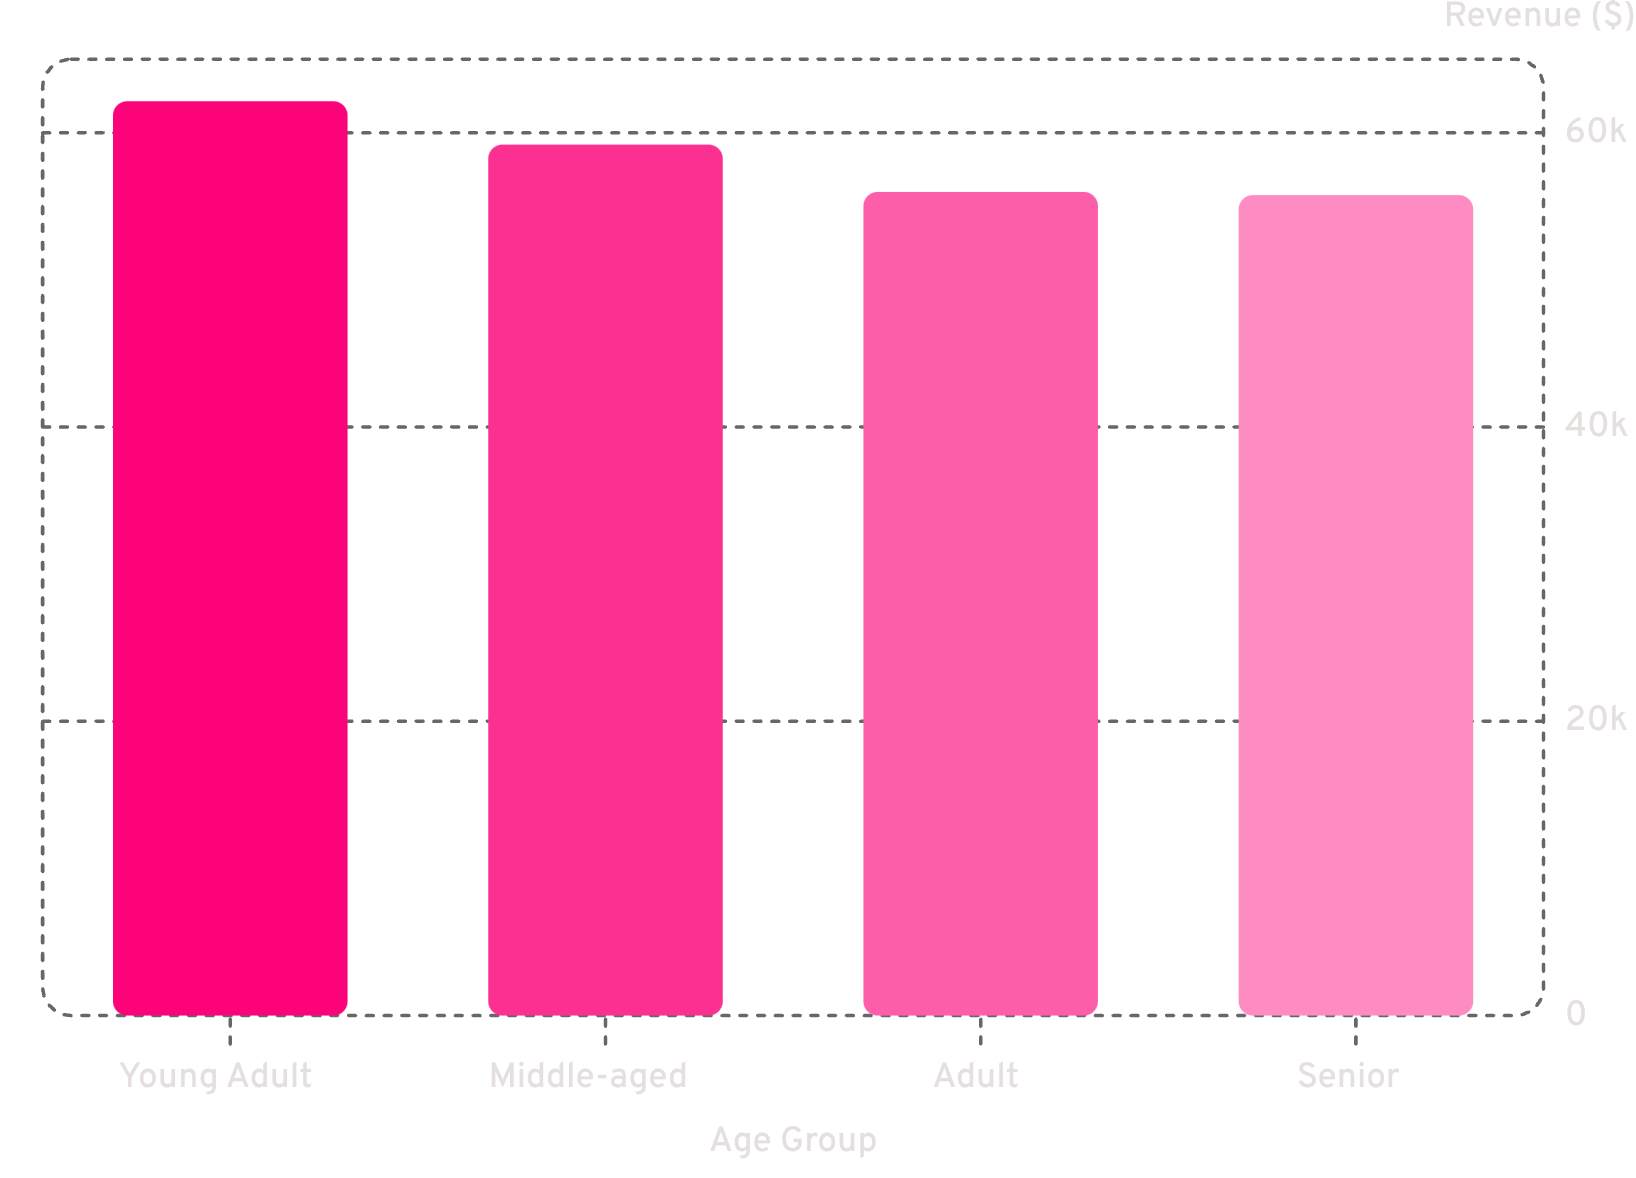 Revenue ($)
60k
40k
20k
0
Young Adult Middle-aged Adult Senior
Age Group